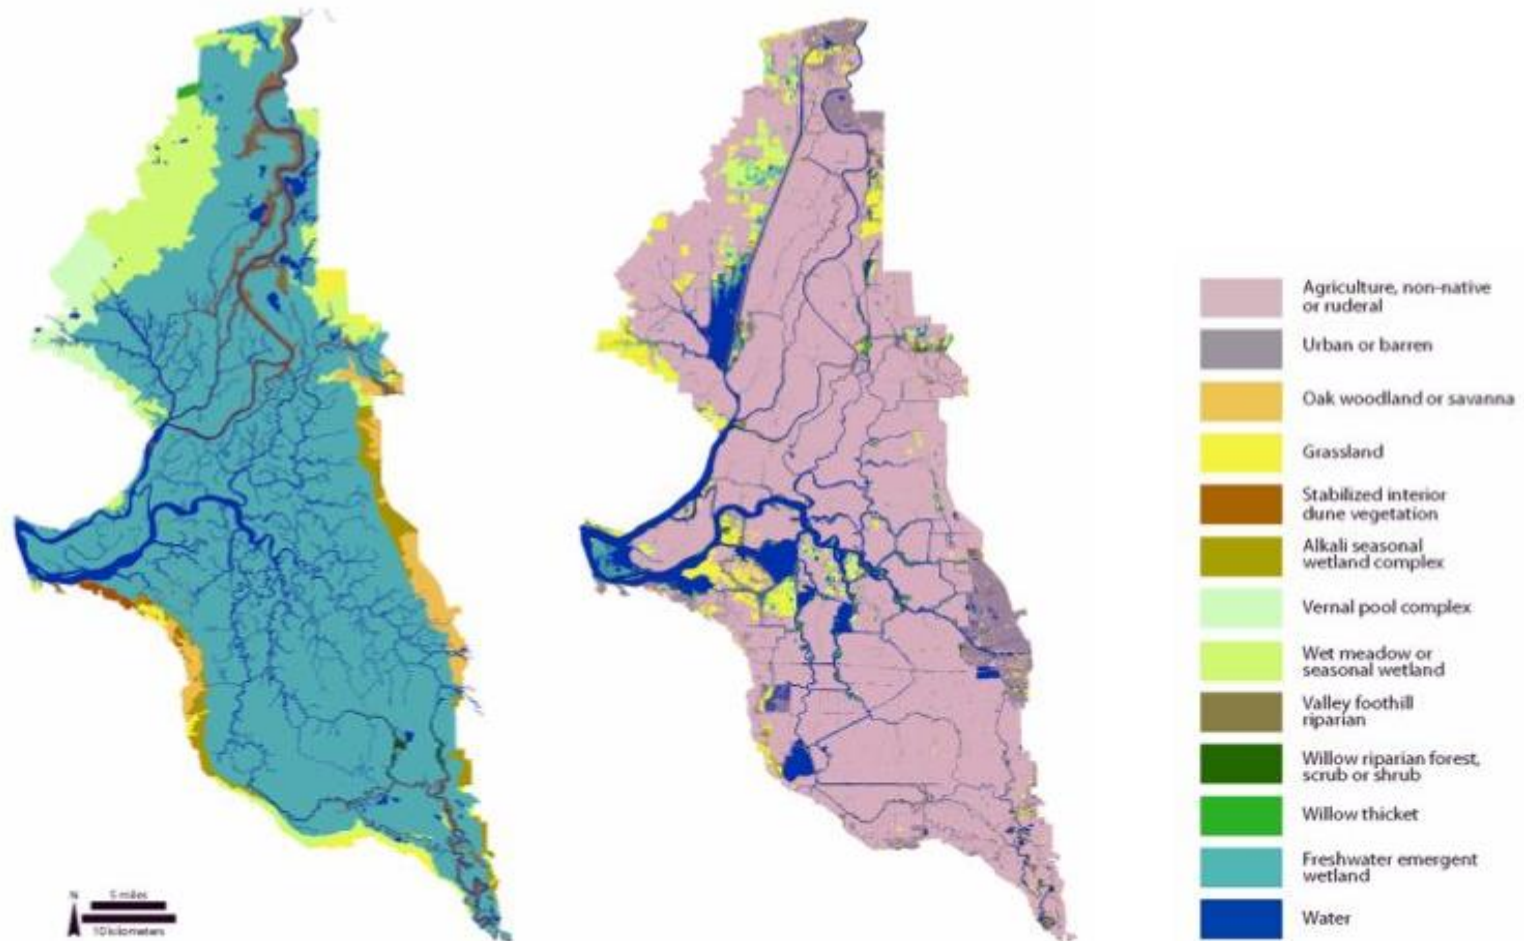 Agriculture, non-native
or ruderal
Urban or barren
Oak woodland or savanna
Grassland
Stabilized interior
dune vegetation
Alkali seasonal
wetland complex
Vernal pool complex
Wet meadow or
seasonal wetland
Valley foothill
riparian
Willow riparian forest,
scrub or shrub
Willow thicket
Freshwater emergent
wetland
Water
N
5 miles
10 kilometers